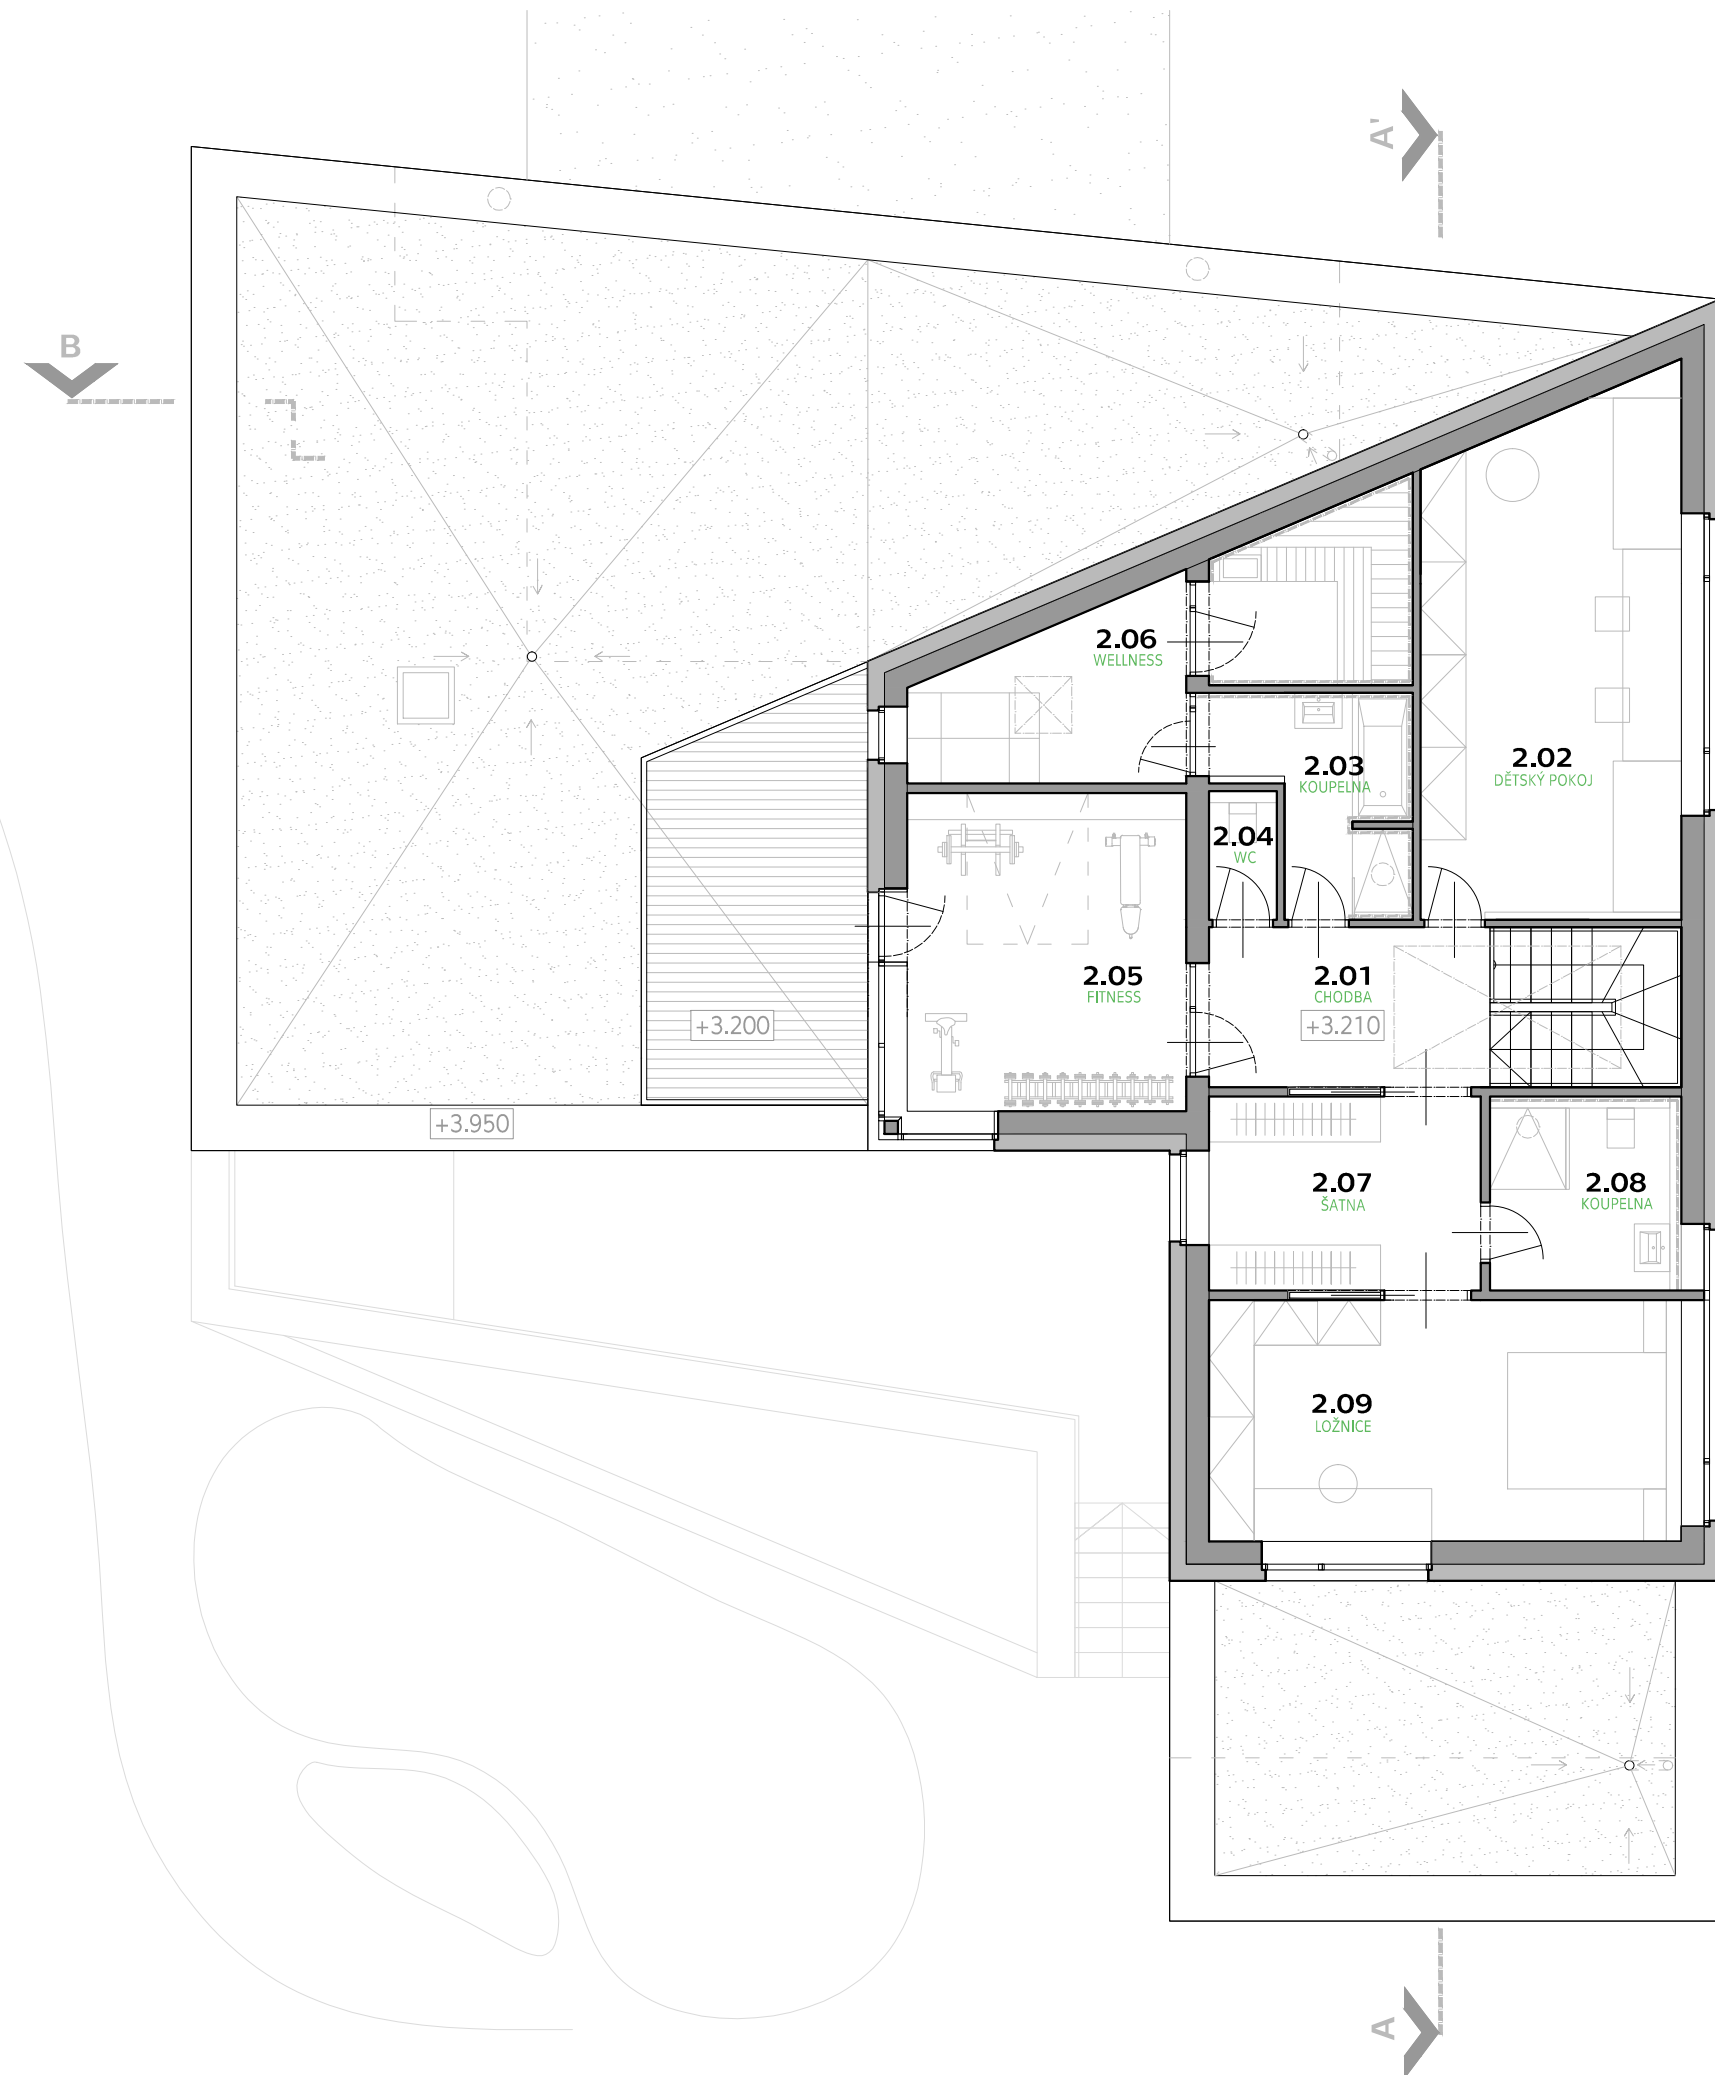 A'
B
2.06
WELLNESS
2.03
KOUPELNA
2.02
DĚTSKÝ POKOJ
2.04
WC
2.05
FITNESS
2.01
CHODBA
+3.210
+3.200
+3.950
2.07
ŠATNA
2.08
KOUPELNA
2.09
LOŽNICE
A